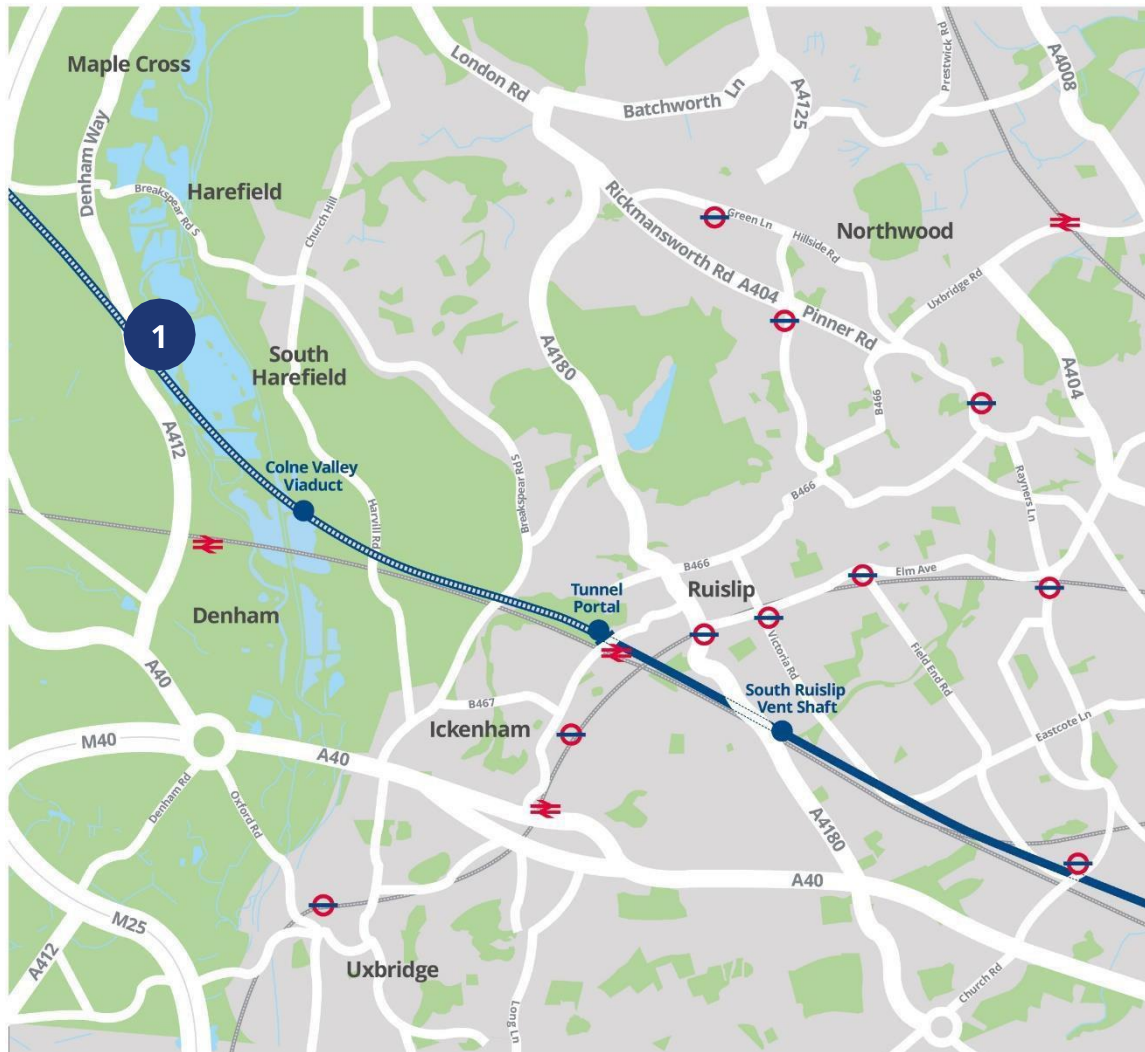 Maple Cross
London Rd
Batchworth Ln
A4125
Prestwick Rd
A4008
Denham Way
Harefield
Breakspear Rd S
Church Hill
Rickmansworth Rd A404
Green Ln
Hillside Rd
Northwood
Uxbridge Rd
Pinner Rd
1
South
Harefield
A4180
A404
B466
A412
Colne Valley
Viaduct
Harvill Rd
Breakspear Rd S
B466
Rayners Ln
B466
Elm Ave
Denham
Tunnel
Portal
Ruislip
Victoria Rd
Field End Rd
A40
B467
Ickenham
South Ruislip
Vent Shaft
Eastcote Ln
M40
A40
Denham Rd
Oxford Rd
A4180
A40
M25
A412
Uxbridge
Long Ln
Church Rd